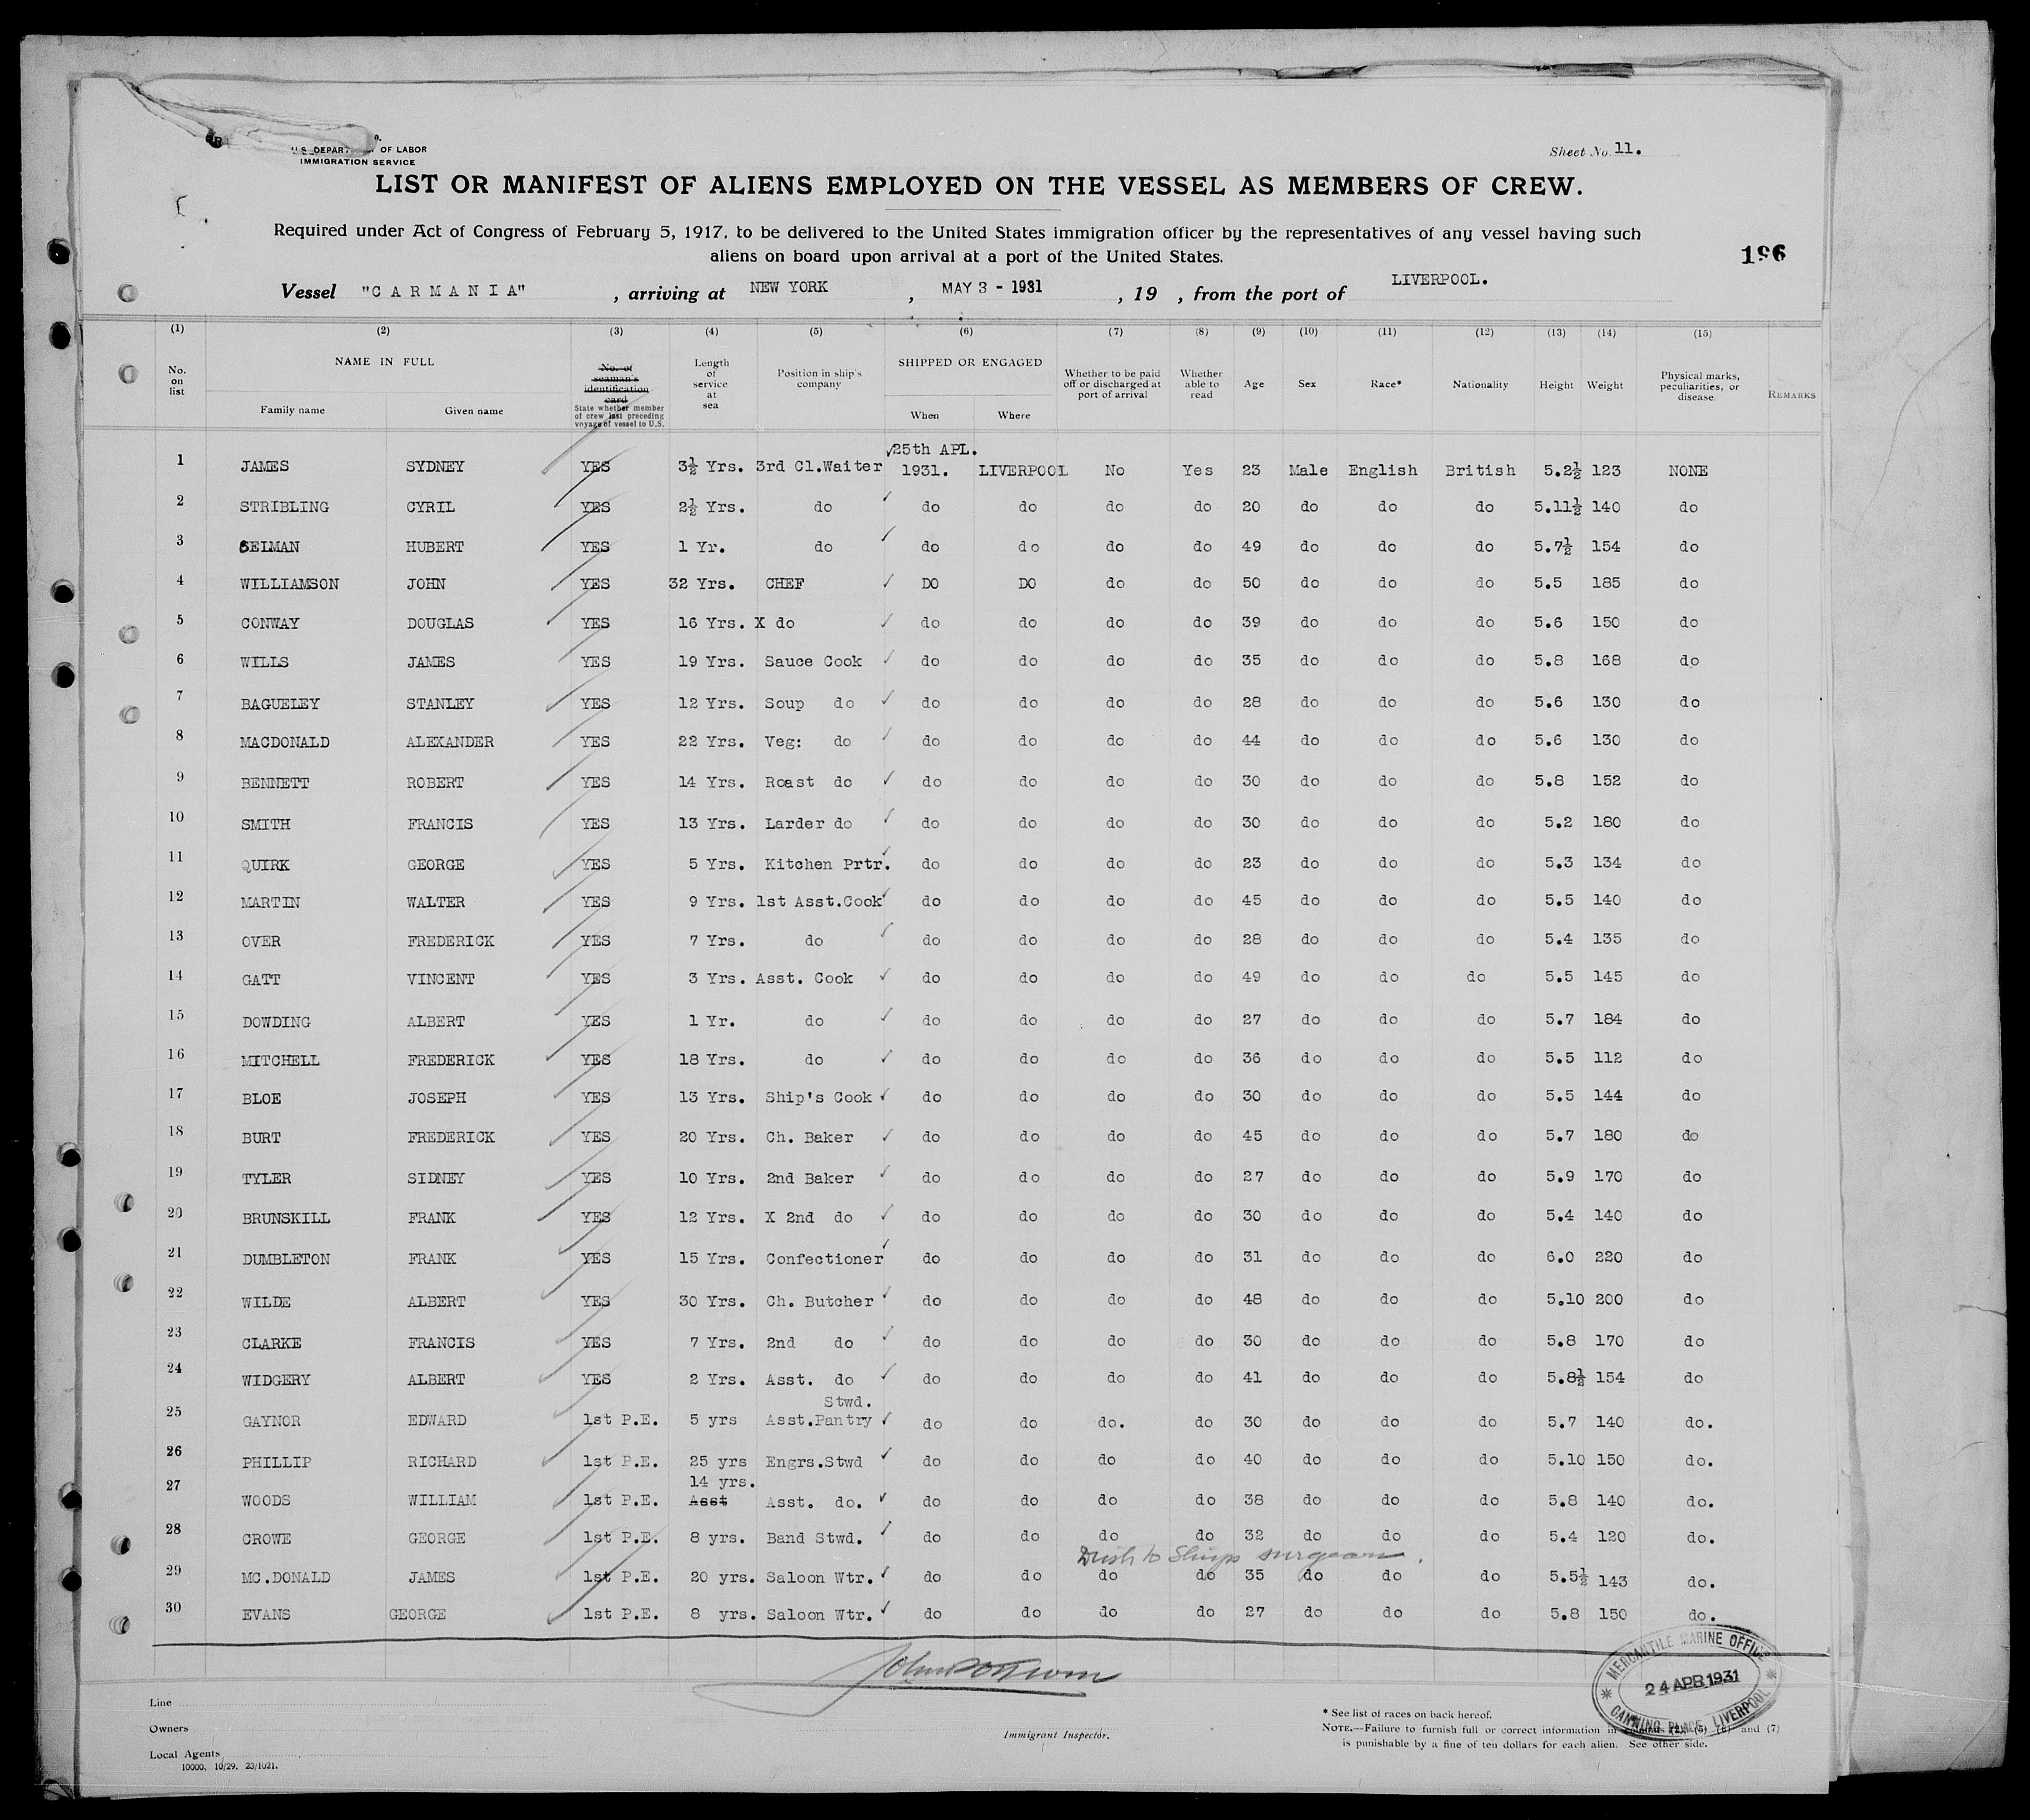 U.S. DEPAR OF LABOR
IMMIGRATION SERVICE
Sheet No. 11.
LIST OR MANIFEST OF ALIENS EMPLOYED ON THE VESSEL AS MEMBERS OF CREW.
Required under Act of Congress of February 5, 1917, to be delivered to the United States immigration officer by the representatives of any vessel having such
aliens on board upon arrival at a port of the United States.
196
Vessel "CARMANIA" , arriving at NEW YORK , MAY 3 - 1931 , 19 , from the port of LIVERPOOL.
(1) (2) (3) (4) (5) (6) (7) (8) (9) (10) (11) (12) (13) (14) (15)
No. on list
NAME IN FULL
Family name Given name
No. of seaman's identification card
State whether member of crew last preceding voyage of vessel to U.S.
Length of service at sea
Position in ship's company
SHIPPED OR ENGAGED
When Where
Whether to be paid off or discharged at port of arrival
Whether able to read
Age Sex Race* Nationality Height Weight
Physical marks, peculiarities, or disease.
REMARKS
1 JAMES SYDNEY YES 3½ Yrs. 3rd Cl.Waiter 25th APL. 1931. LIVERPOOL No Yes 23 Male English British 5.2½ 123 NONE
2 STRIBLING CYRIL YES 2½ Yrs. do do do do do 20 do do do 5.11½ 140 do
3 SEIMAN HUBERT YES 1 Yr. do do do do do 49 do do do 5.7½ 154 do
4 WILLIAMSON JOHN YES 32 Yrs. CHEF DO DO do do 50 do do do 5.5 185 do
5 CONWAY DOUGLAS YES 16 Yrs. X do do do do do 39 do do do 5.6 150 do
6 WILLS JAMES YES 19 Yrs. Sauce Cook do do do do 35 do do do 5.8 168 do
7 BAGUELEY STANLEY YES 12 Yrs. Soup do do do do do 28 do do do 5.6 130 do
8 MACDONALD ALEXANDER YES 22 Yrs. Veg: do do do do do 44 do do do 5.6 130 do
9 BENNETT ROBERT YES 14 Yrs. Roast do do do do do 30 do do do 5.8 152 do
10 SMITH FRANCIS YES 13 Yrs. Larder do do do do do 30 do do do 5.2 180 do
11 QUIRK GEORGE YES 5 Yrs. Kitchen Prtr. do do do do 23 do do do 5.3 134 do
12 MARTIN WALTER YES 9 Yrs. 1st Asst.Cook do do do do 45 do do do 5.5 140 do
13 OVER FREDERICK YES 7 Yrs. do do do do do 28 do do do 5.4 135 do
14 GATT VINCENT YES 3 Yrs. Asst. Cook do do do do 49 do do do 5.5 145 do
15 DOWDING ALBERT YES 1 Yr. do do do do do 27 do do do 5.7 184 do
16 MITCHELL FREDERICK YES 18 Yrs. do do do do do 36 do do do 5.5 112 do
17 BLOE JOSEPH YES 13 Yrs. Ship's Cook do do do do 30 do do do 5.5 144 do
18 BURT FREDERICK YES 20 Yrs. Ch. Baker do do do do 45 do do do 5.7 180 do
19 TYLER SIDNEY YES 10 Yrs. 2nd Baker do do do do 27 do do do 5.9 170 do
20 BRUNSKILL FRANK YES 12 Yrs. X 2nd do do do do do 30 do do do 5.4 140 do
21 DUMBLETON FRANK YES 15 Yrs. Confectioner do do do do 31 do do do 6.0 220 do
22 WILDE ALBERT YES 30 Yrs. Ch. Butcher do do do do 48 do do do 5.10 200 do
23 CLARKE FRANCIS YES 7 Yrs. 2nd do do do do do 30 do do do 5.8 170 do
24 WIDGERY ALBERT YES 2 Yrs. Asst. do do do do do 41 do do do 5.8½ 154 do
25 GAYNOR EDWARD 1st P.E. 5 yrs Asst.Pantry Stwd. do do do. do 30 do do do 5.7 140 do.
26 PHILLIP RICHARD 1st P.E. 25 yrs Engrs.Stwd do do do do 40 do do do 5.10 150 do.
27 WOODS WILLIAM 1st P.E. 14 yrs. Asst Asst. do. do do do do 38 do do do 5.8 140 do.
28 CROWE GEORGE 1st P.E. 8 yrs. Band Stwd. do do do do 32 do do do 5.4 120 do.
to Ships surgeon.
29 MC.DONALD JAMES 1st P.E. 20 yrs. Saloon Wtr. do do do do 35 do do do 5.5½ 143 do.
30 EVANS GEORGE 1st P.E. 8 yrs. Saloon Wtr. do do do do 27 do do do 5.8 150 do.
MERCANTILE MARINE OFFICE
24 APR 1931
CANNING PLACE, LIVERPOOL
Line
Owners
Local Agents
10000, 10/29, 23/1021.
Immigrant Inspector.
* See list of races on back hereof.
NOTE.—Failure to furnish full or correct information in columns (2), (5) (6) and (7)
is punishable by a fine of ten dollars for each alien. See other side.